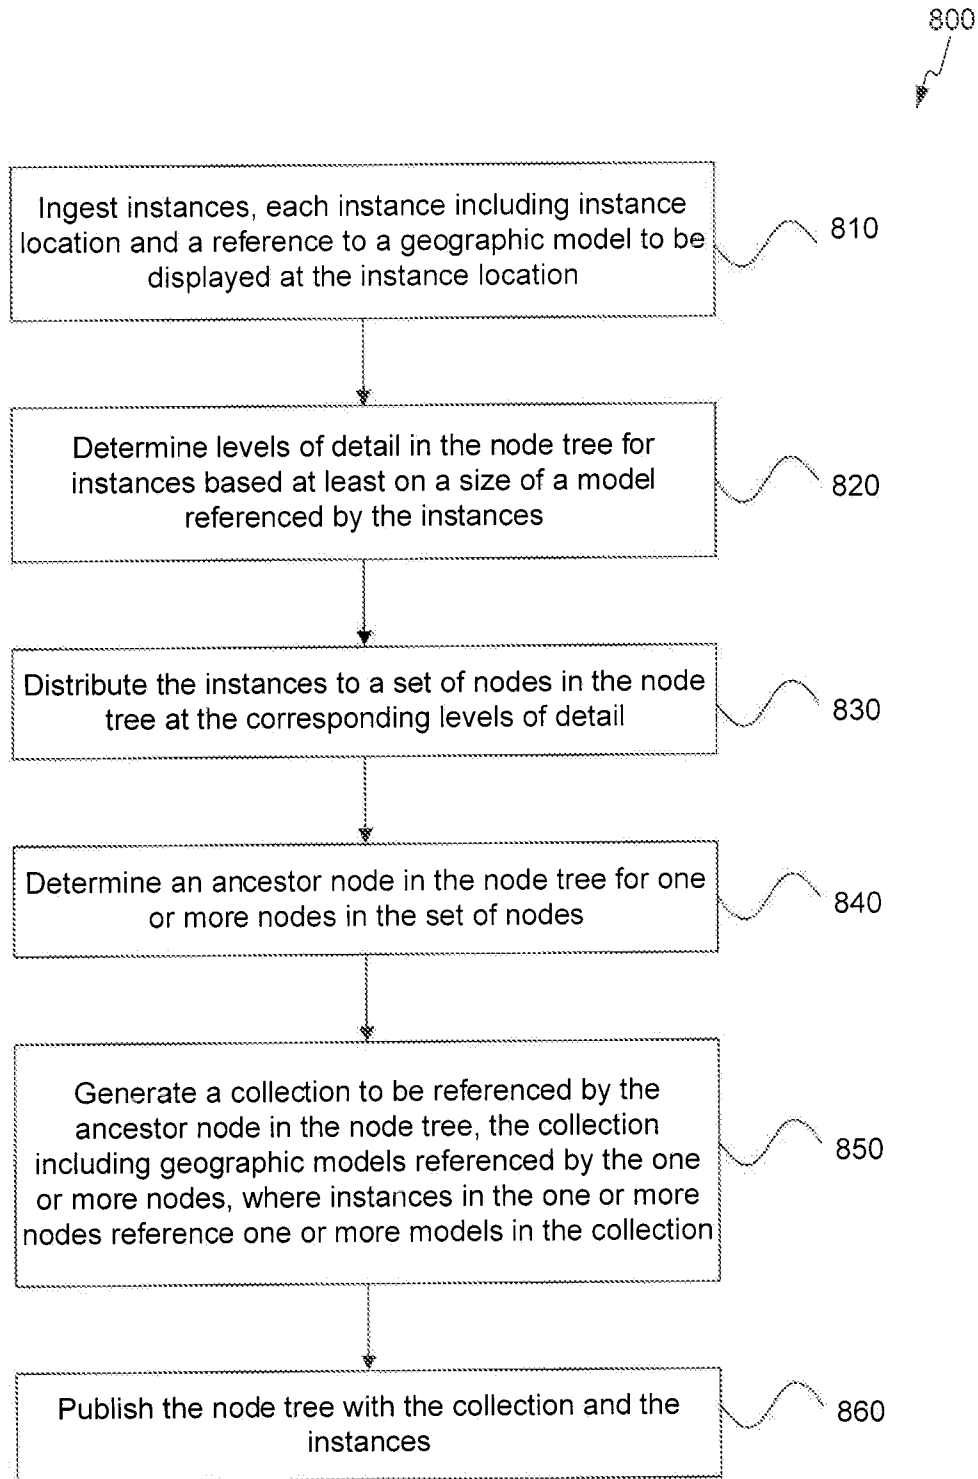 800
Ingest instances, each instance including instance
location and a reference to a geographic model to be
displayed at the instance location
810
Determine levels of detail in the node tree for
instances based at least on a size of a model
referenced by the instances
820
Distribute the instances to a set of nodes in the node
tree at the corresponding levels of detail
830
Determine an ancestor node in the node tree for one
or more nodes in the set of nodes
840
Generate a collection to be referenced by the
ancestor node in the node tree, the collection
including geographic models referenced by the one
or more nodes, where instances in the one or more
nodes reference one or more models in the collection
850
Publish the node tree with the collection and the
instances
860